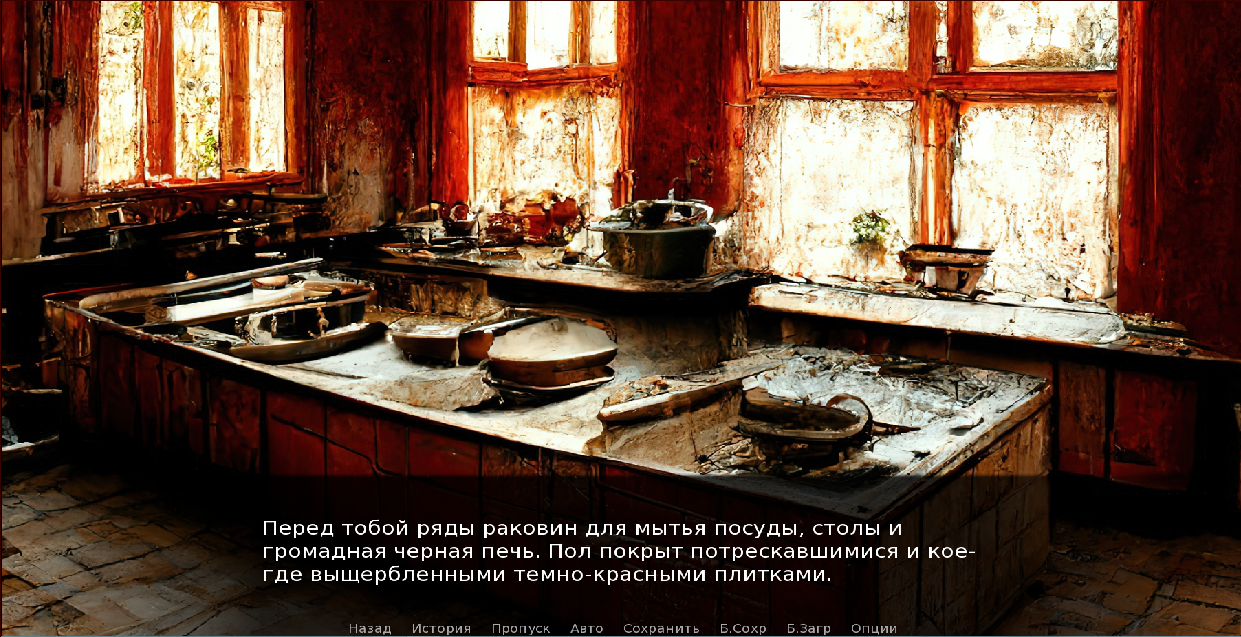 Перед тобой ряды раковин для мытья посуды, столы и
громадная черная печь. Пол покрыт потрескавшимися и кое-
где выщербленными темно-красными плитками.
Назад История Пропуск Авто Сохранить Б.Сохр Б.Загр Опции